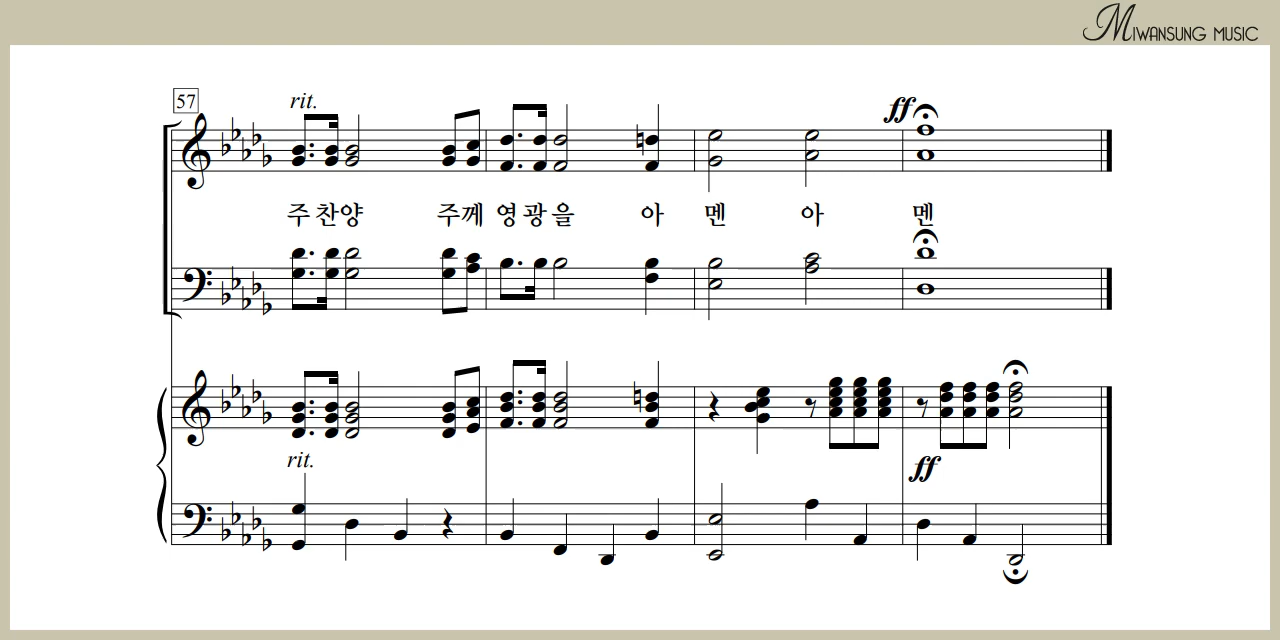 MIWANSUNG MUSIC
57
rit.
ff
주 찬양 주께 영 광 을 아 멘 아 멘
rit.
ff